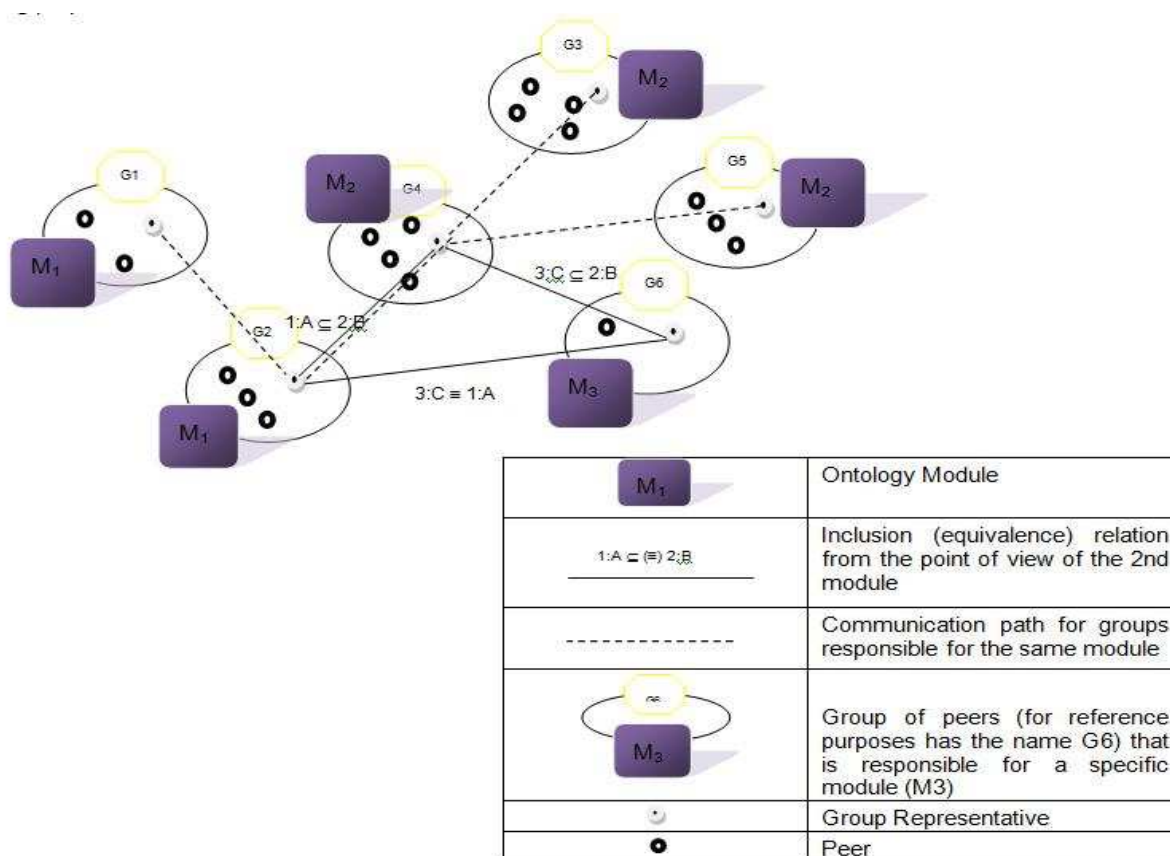 G3
M₂
G5
M₂
G1
M₁
M₂
G4
3:C ⊆ 2:B
G6
1:A ⊆ 2:B
G2
M₃
3:C ≡ 1:A
M₁
M₁
Ontology Module
1:A ⊆ (≡) 2:B
Inclusion (equivalence) relation
from the point of view of the 2nd
module
Communication path for groups
responsible for the same module
M₃
Group of peers (for reference
purposes has the name G6) that
is responsible for a specific
module (M3)
Group Representative
Peer